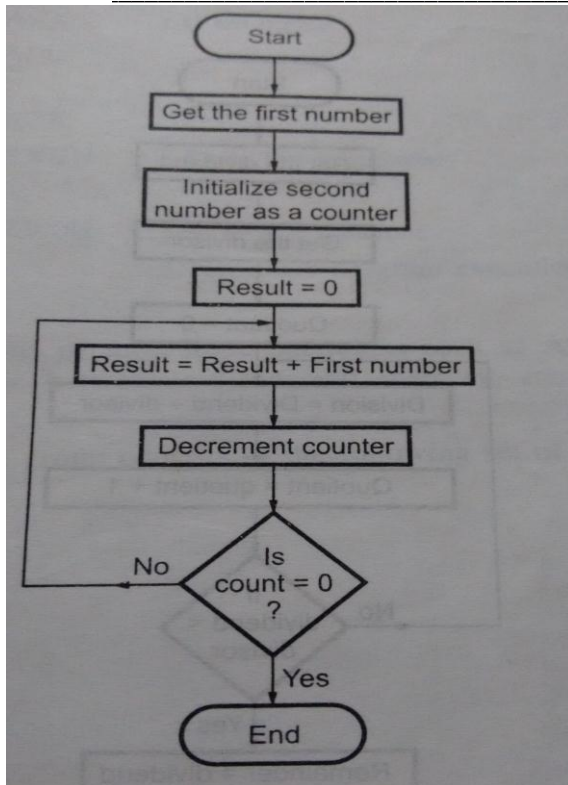 Start
Get the first number
Initialize second
number as a counter
Result = 0
Result = Result + First number
Decrement counter
Is
count = 0
?
No
Yes
End